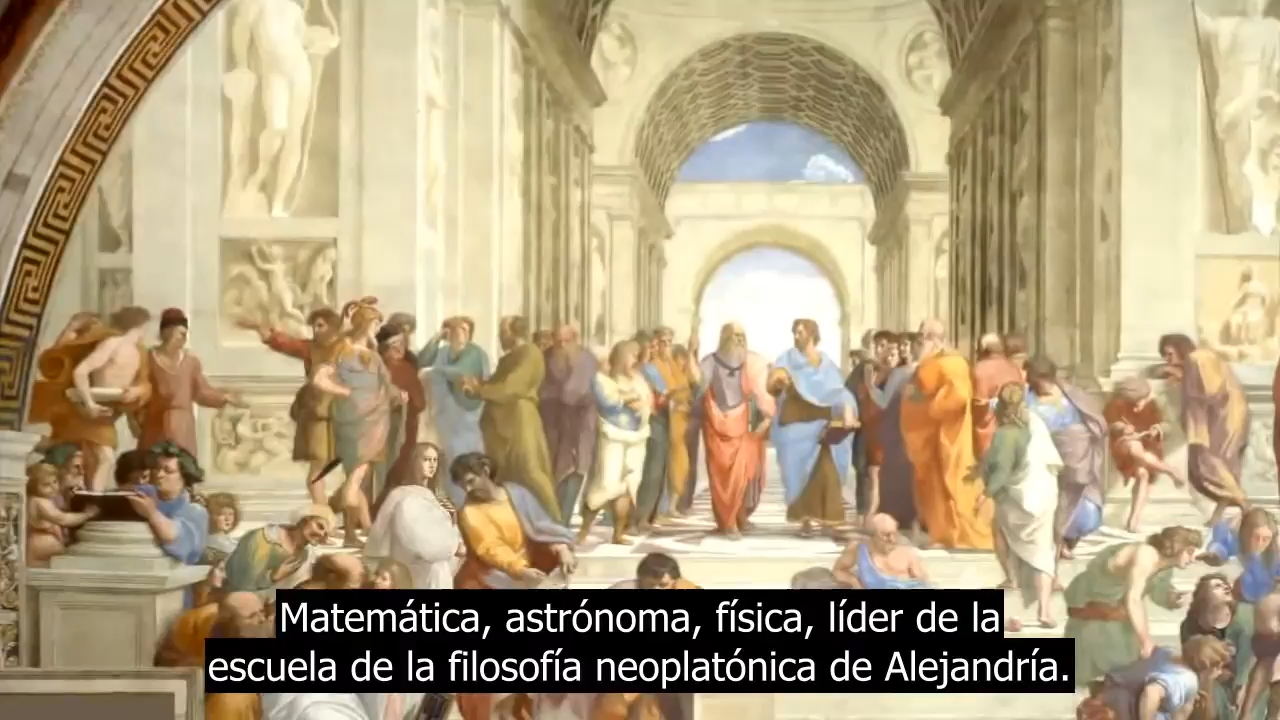 Matemática, astrónoma, física, líder de la
escuela de la filosofía neoplatónica de Alejandría.